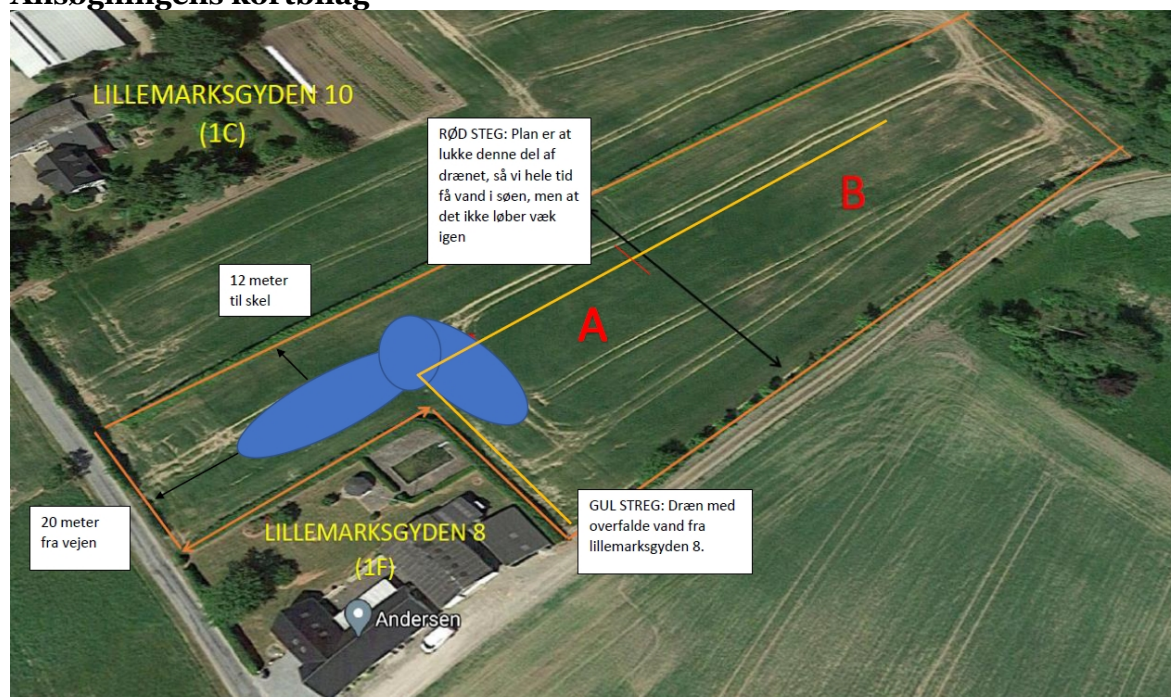 Ansøgningens kortbilag
LILLEMARKSGYDEN 10
(1C)
RØD STEG: Plan er at
lukke denne del af
drænet, så vi hele tid
få vand i søen, men at
det ikke løber væk
igen
B
12 meter
til skel
A
20 meter
fra vejen
LILLEMARKSGYDEN 8
(1F)
GUL STREG: Dræn med
overfalde vand fra
lillemarksgyden 8.
Andersen